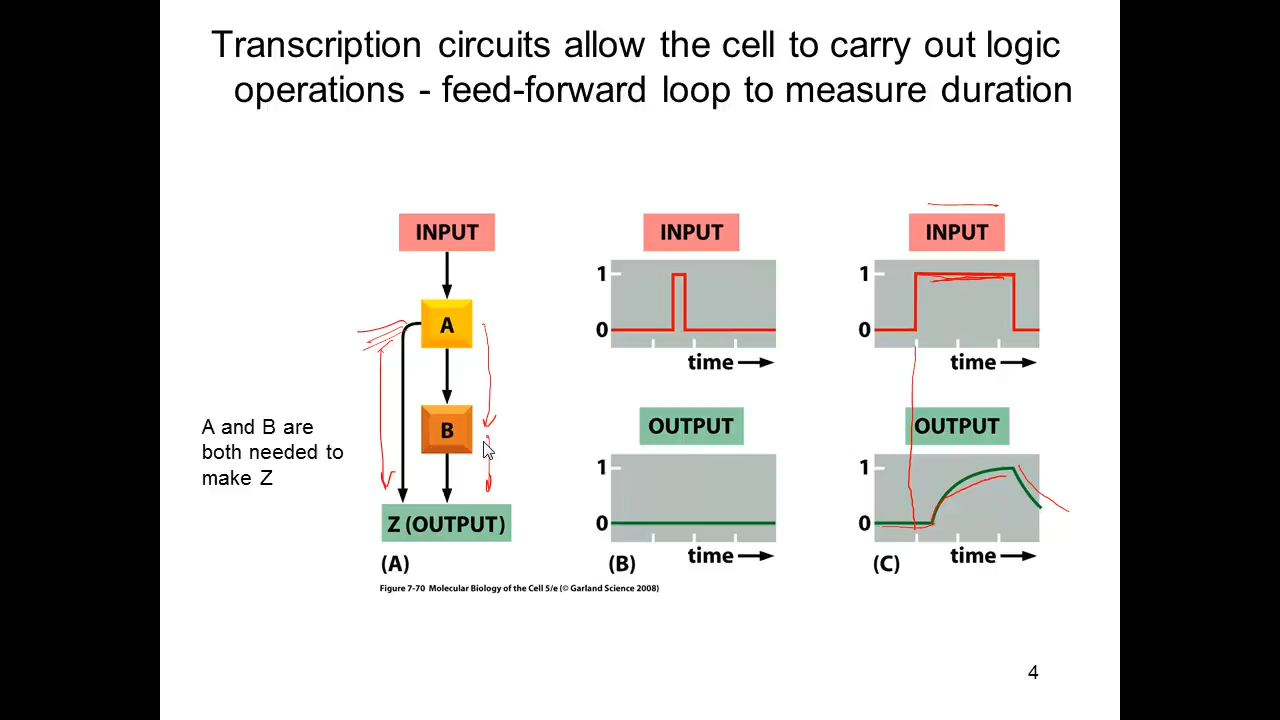 Transcription circuits allow the cell to carry out logic
operations - feed-forward loop to measure duration
INPUT
A
B
Z (OUTPUT)
(A)
A and B are
both needed to
make Z
INPUT
1
0
time
OUTPUT
1
0
time
(B)
INPUT
1
0
time
OUTPUT
1
0
time
(C)
Figure 7-70 Molecular Biology of the Cell 5/e (© Garland Science 2008)
4